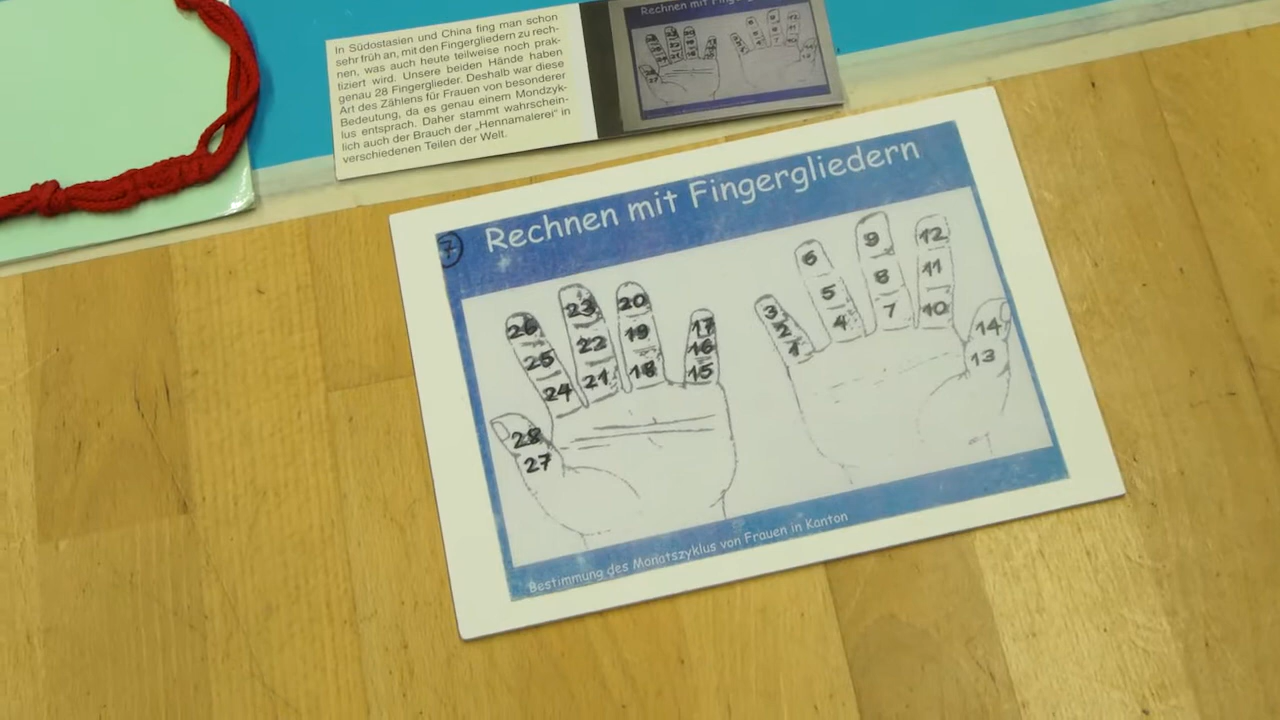 In Südostasien und China fing man schon
sehr früh an, mit den Fingergliedern zu rech-
nen, was auch heute teilweise noch prak-
tiziert wird. Unsere beiden Hände haben
genau 28 Fingerglieder. Deshalb war diese
Art des Zählens für Frauen von besonderer
Bedeutung, da es genau einem Mondzyk-
lus entsprach. Daher stammt wahrschein-
lich auch der Brauch der „Hennamalerei" in
verschiedenen Teilen der Welt.
Rechnen mit Fingergliedern
7
Rechnen mit Fingergliedern
26 23 20 17
25 22 19 16
24 21 18 15
28
27
3 6 9 12
2 5 8 11
1 4 7 10
14
13
Bestimmung des Monatszyklus von Frauen in Kanton